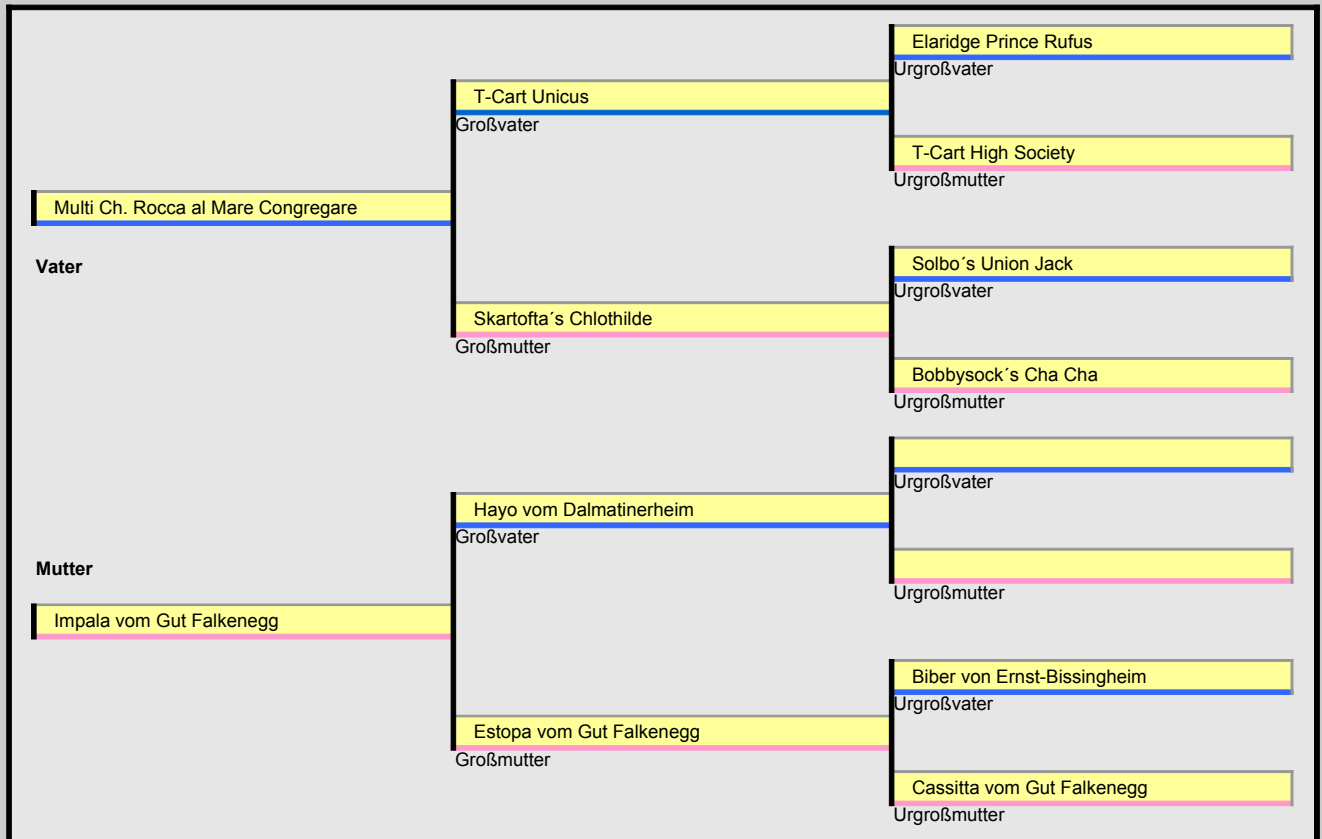 Elaridge Prince Rufus
Urgroßvater
T-Cart Unicus
Großvater
T-Cart High Society
Urgroßmutter
Multi Ch. Rocca al Mare Congregare
Vater
Solbo´s Union Jack
Urgroßvater
Skartofta´s Chlothilde
Großmutter
Bobbysock´s Cha Cha
Urgroßmutter
Urgroßvater
Hayo vom Dalmatinerheim
Großvater
Mutter
Urgroßmutter
Impala vom Gut Falkenegg
Biber von Ernst-Bissingheim
Urgroßvater
Estopa vom Gut Falkenegg
Großmutter
Cassitta vom Gut Falkenegg
Urgroßmutter